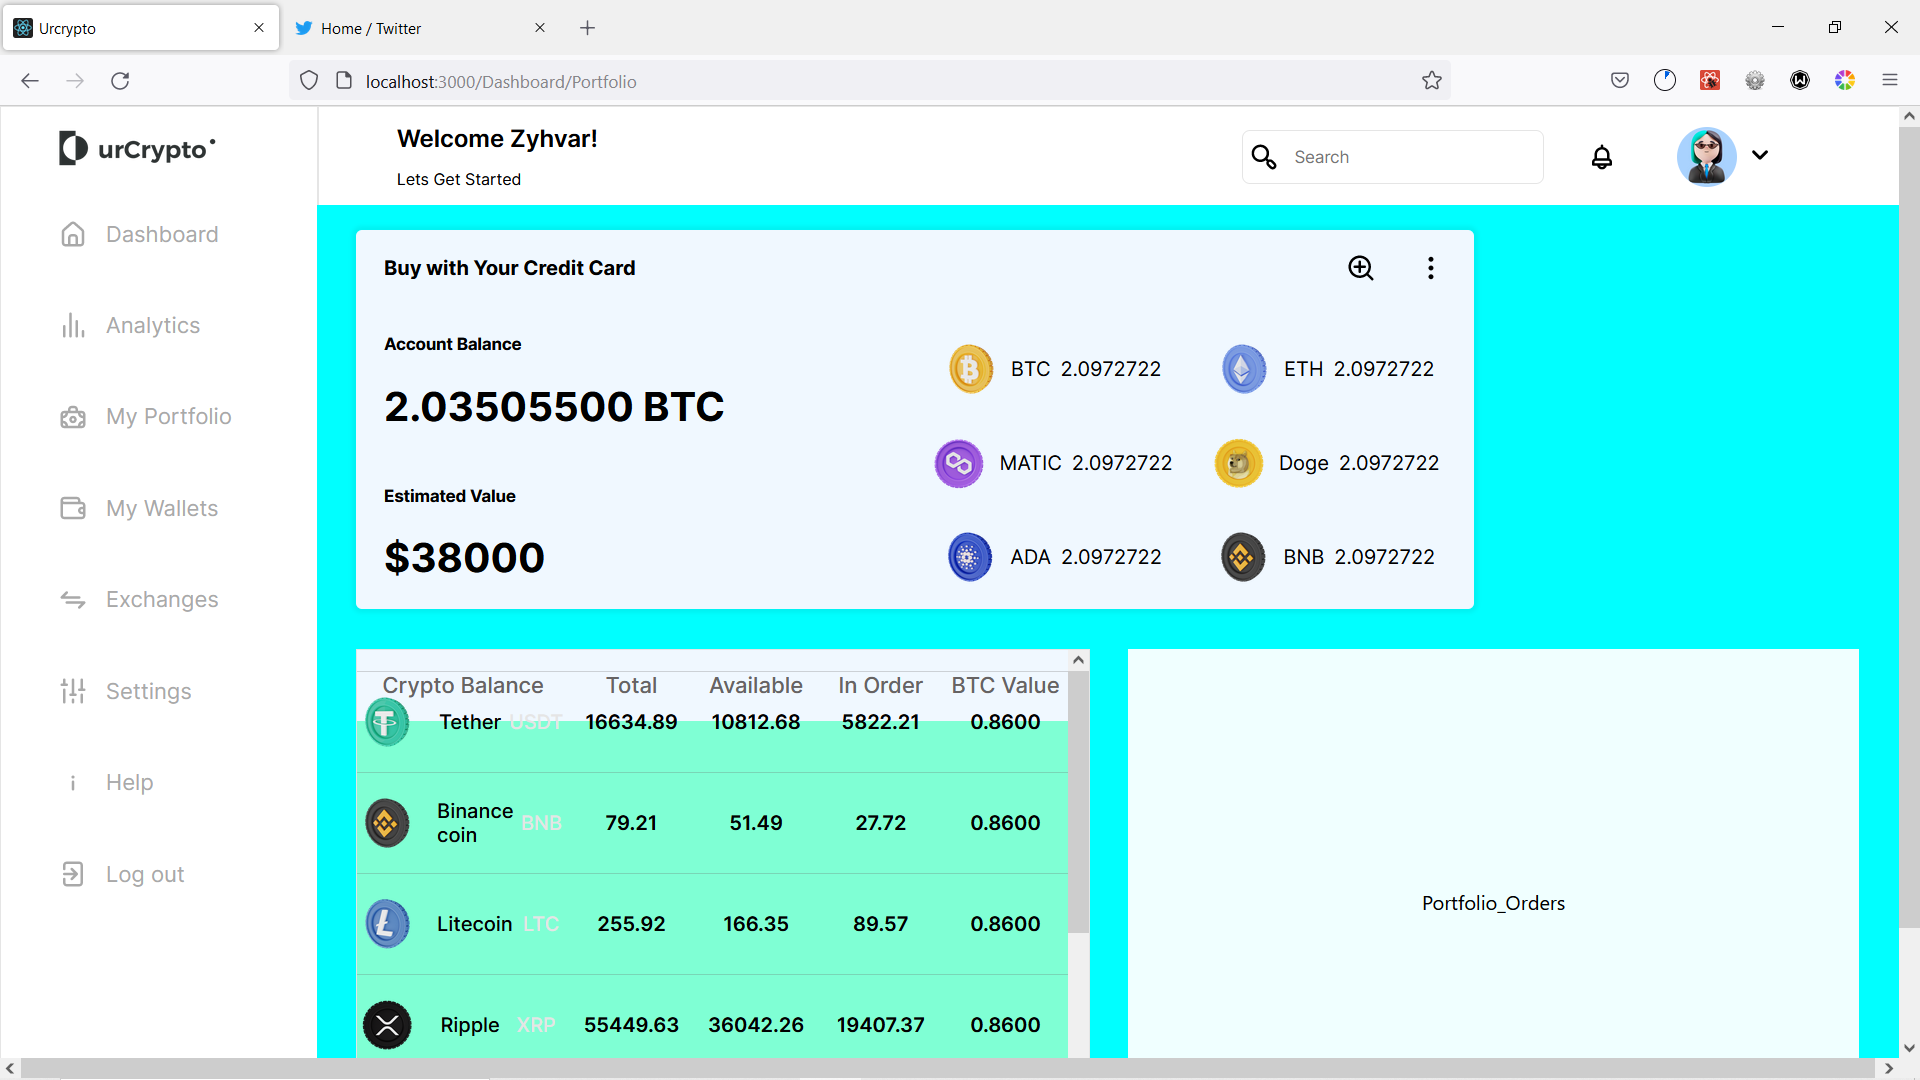 Urcrypto
Home / Twitter
localhost:3000/Dashboard/Portfolio
urCrypto
Welcome Zyhvar!
Lets Get Started
Search
Dashboard
Analytics
My Portfolio
My Wallets
Exchanges
Settings
Help
Log out
Buy with Your Credit Card
Account Balance
2.03505500 BTC
Estimated Value
$38000
BTC 2.0972722
ETH 2.0972722
MATIC 2.0972722
Doge 2.0972722
ADA 2.0972722
BNB 2.0972722
Crypto Balance Total Available In Order BTC Value
Tether USDT 16634.89 10812.68 5822.21 0.8600
Binance
coin BNB 79.21 51.49 27.72 0.8600
Litecoin LTC 255.92 166.35 89.57 0.8600
Ripple XRP 55449.63 36042.26 19407.37 0.8600
Portfolio_Orders